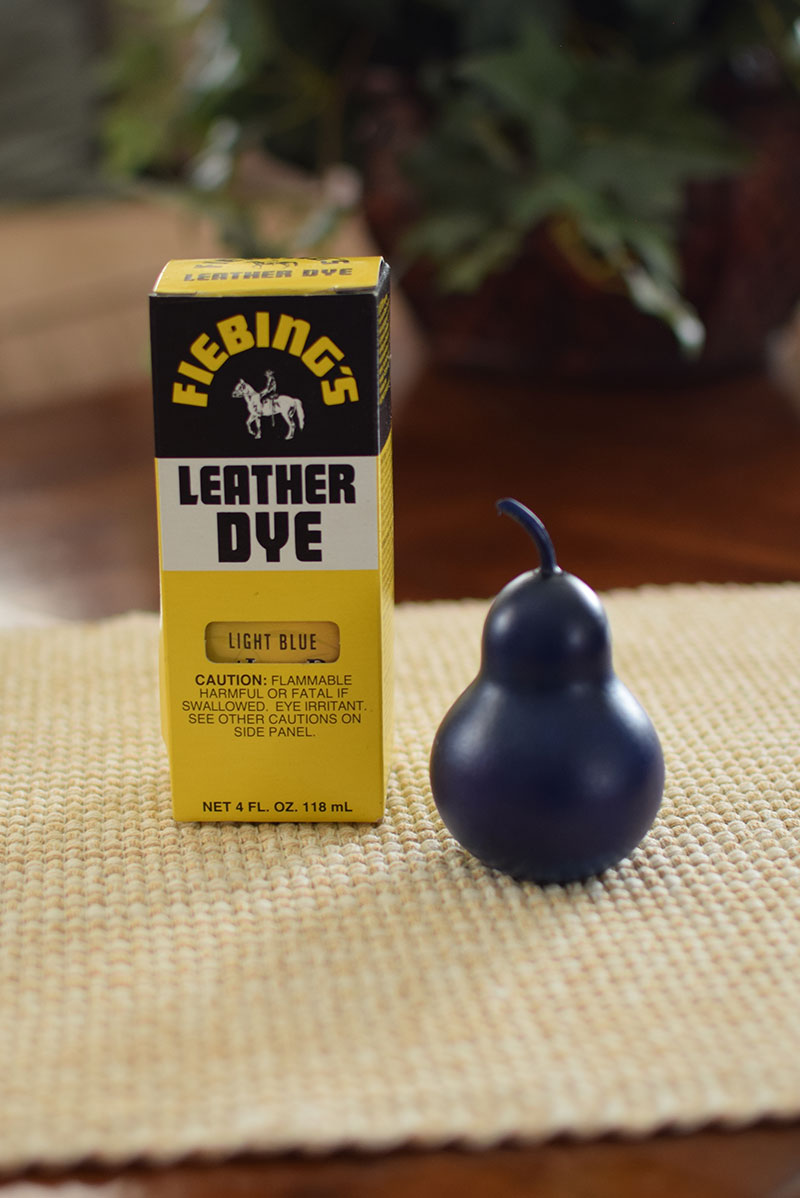 LEATHER DYE
FIEBING'S
LEATHER
DYE
LIGHT BLUE
CAUTION: FLAMMABLE
HARMFUL OR FATAL IF
SWALLOWED. EYE IRRITANT.
SEE OTHER CAUTIONS ON
SIDE PANEL.
NET 4 FL. OZ. 118 mL